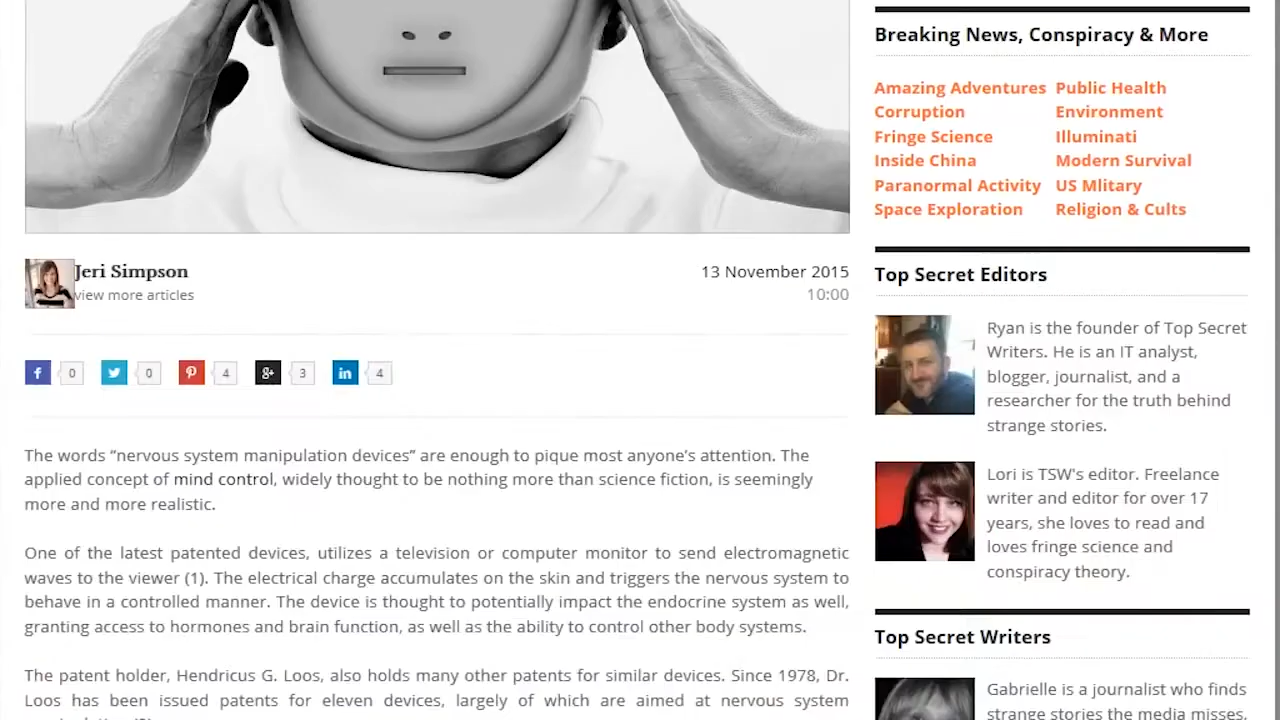 Breaking News, Conspiracy & More
Amazing Adventures Public Health
Corruption Environment
Fringe Science Illuminati
Inside China Modern Survival
Paranormal Activity US Mlitary
Space Exploration Religion & Cults
Jeri Simpson
view more articles
13 November 2015
10:00
0 0 4 3 4
The words “nervous system manipulation devices” are enough to pique most anyone’s attention. The
applied concept of mind control, widely thought to be nothing more than science fiction, is seemingly
more and more realistic.
One of the latest patented devices, utilizes a television or computer monitor to send electromagnetic
waves to the viewer (1). The electrical charge accumulates on the skin and triggers the nervous system to
behave in a controlled manner. The device is thought to potentially impact the endocrine system as well,
granting access to hormones and brain function, as well as the ability to control other body systems.
The patent holder, Hendricus G. Loos, also holds many other patents for similar devices. Since 1978, Dr.
Loos has been issued patents for eleven devices, largely of which are aimed at nervous system
Top Secret Editors
Ryan is the founder of Top Secret
Writers. He is an IT analyst,
blogger, journalist, and a
researcher for the truth behind
strange stories.
Lori is TSW's editor. Freelance
writer and editor for over 17
years, she loves to read and
loves fringe science and
conspiracy theory.
Top Secret Writers
Gabrielle is a journalist who finds
strange stories the media misses,